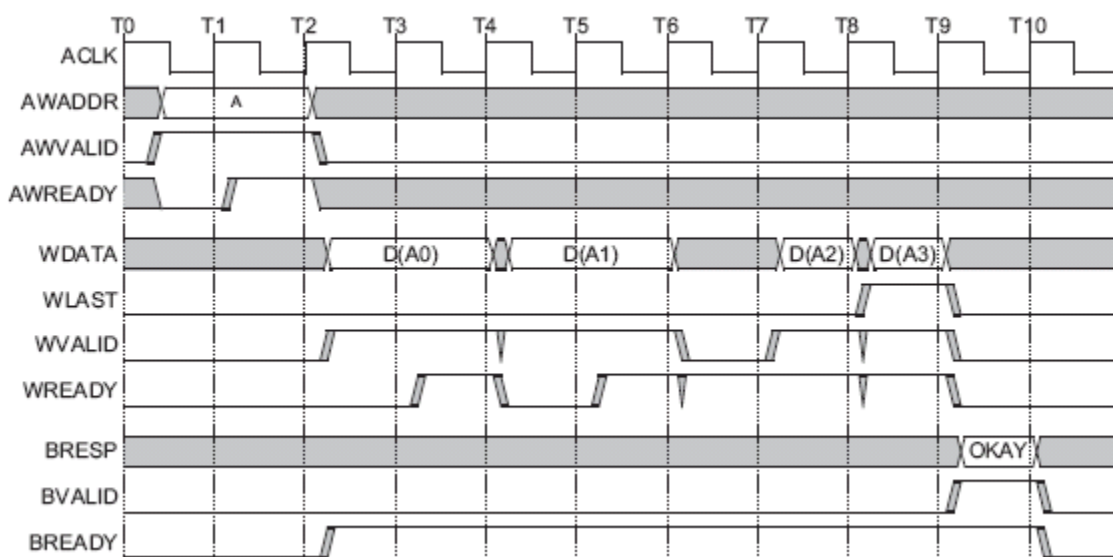 T0 T1 T2 T3 T4 T5 T6 T7 T8 T9 T10
ACLK
AWADDR A
AWVALID
AWREADY
WDATA D(A0) D(A1) D(A2) D(A3)
WLAST
WVALID
WREADY
BRESP OKAY
BVALID
BREADY